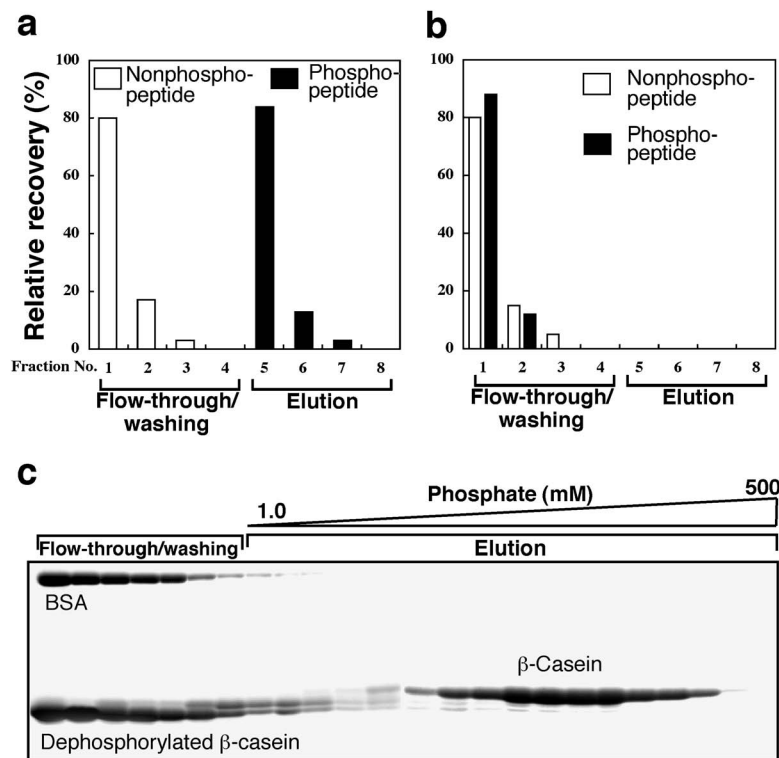 a
100
80
60
40
20
0
Relative recovery (%)
Nonphospho-
peptide
Phospho-
peptide
Fraction No.
1 2 3 4 5 6 7 8
Flow-through/
washing
Elution
b
100
80
60
40
20
0
Nonphospho-
peptide
Phospho-
peptide
1 2 3 4 5 6 7 8
Flow-through/
washing
Elution
c
Phosphate (mM)
1.0
500
Flow-through/washing
Elution
BSA
β-Casein
Dephosphorylated β-casein